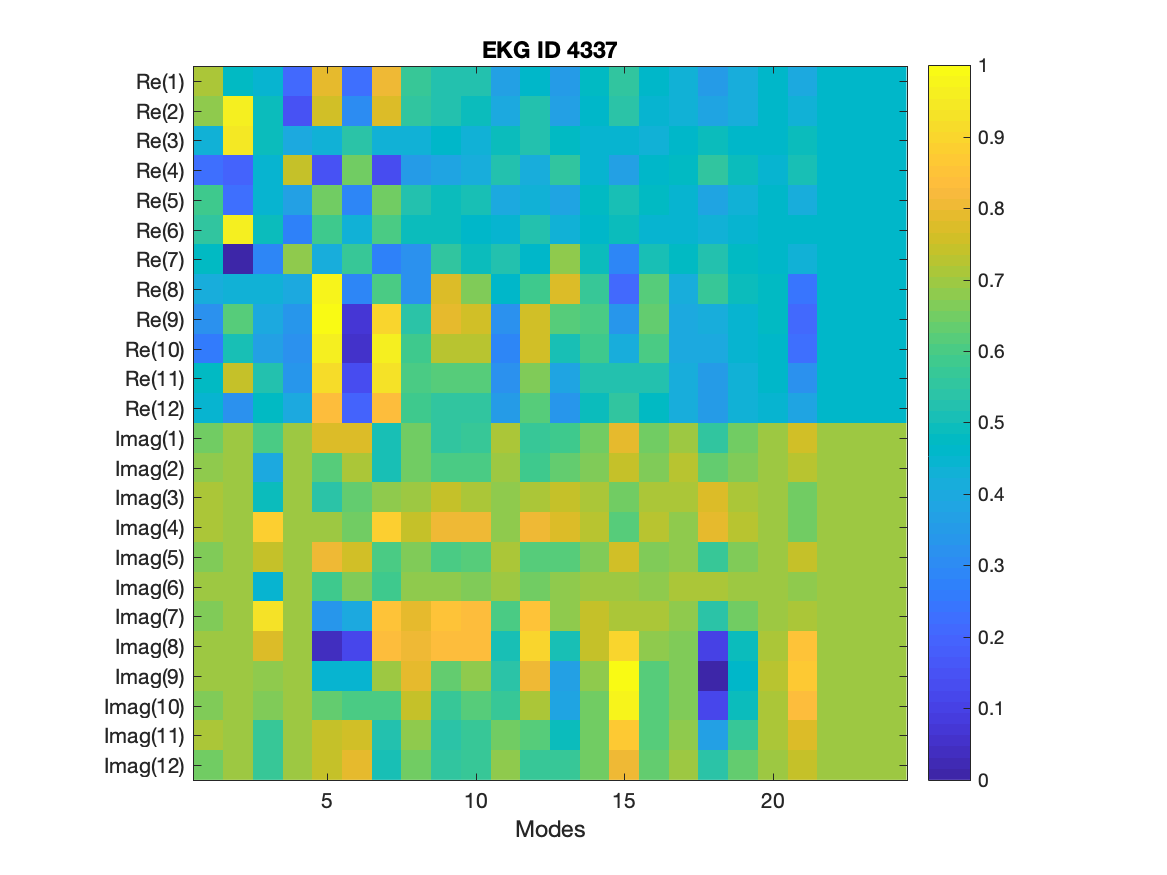 EKG ID 4337
Re(1)
Re(2)
Re(3)
Re(4)
Re(5)
Re(6)
Re(7)
Re(8)
Re(9)
Re(10)
Re(11)
Re(12)
Imag(1)
Imag(2)
Imag(3)
Imag(4)
Imag(5)
Imag(6)
Imag(7)
Imag(8)
Imag(9)
Imag(10)
Imag(11)
Imag(12)
5 10 15 20
Modes
1
0.9
0.8
0.7
0.6
0.5
0.4
0.3
0.2
0.1
0